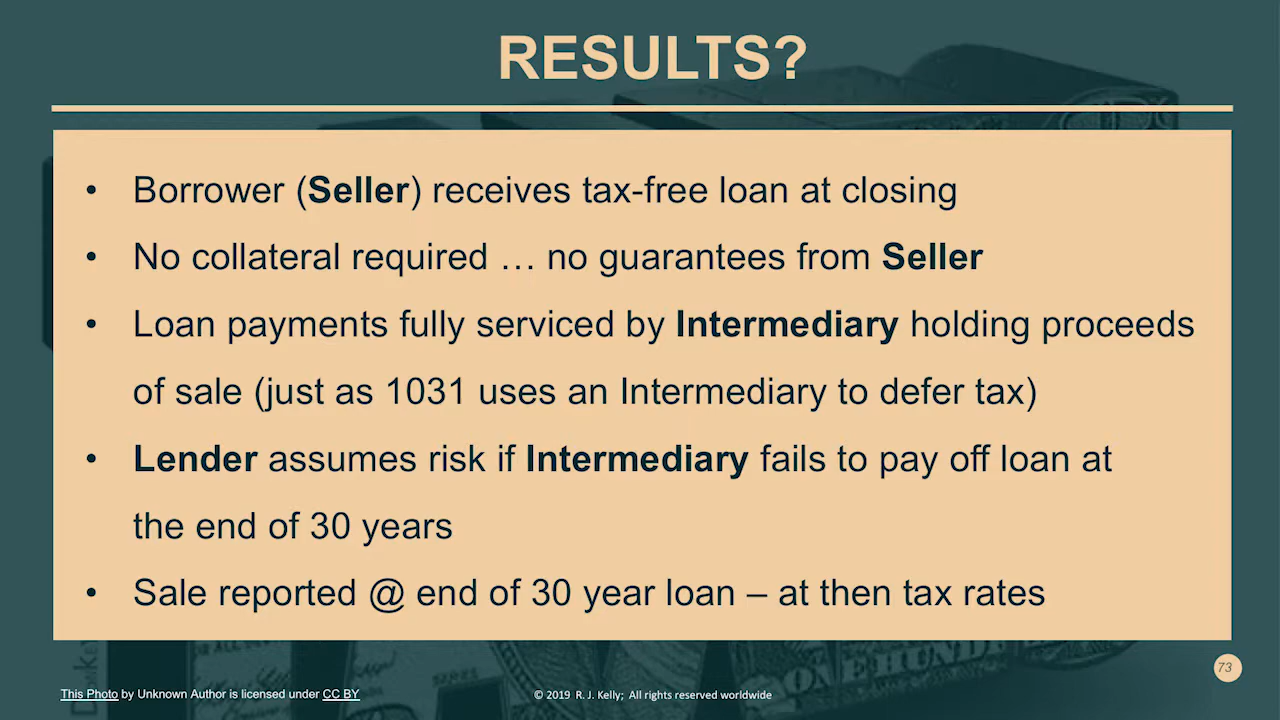 RESULTS?
• Borrower (Seller) receives tax-free loan at closing
• No collateral required … no guarantees from Seller
• Loan payments fully serviced by Intermediary holding proceeds
of sale (just as 1031 uses an Intermediary to defer tax)
• Lender assumes risk if Intermediary fails to pay off loan at
the end of 30 years
• Sale reported @ end of 30 year loan – at then tax rates
73
This Photo by Unknown Author is licensed under CC BY
© 2019 R. J. Kelly; All rights reserved worldwide